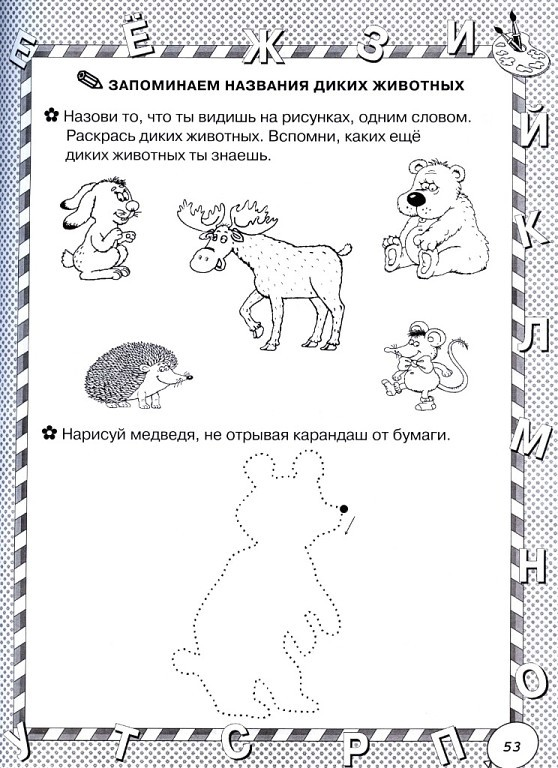 Ё Ж З И
Й
К
Л
М
Н
О
П
Р
С
Т
У
ЗАПОМИНАЕМ НАЗВАНИЯ ДИКИХ ЖИВОТНЫХ
Назови то, что ты видишь на рисунках, одним словом.
Раскрась диких животных. Вспомни, каких ещё
диких животных ты знаешь.
Нарисуй медведя, не отрывая карандаш от бумаги.
53